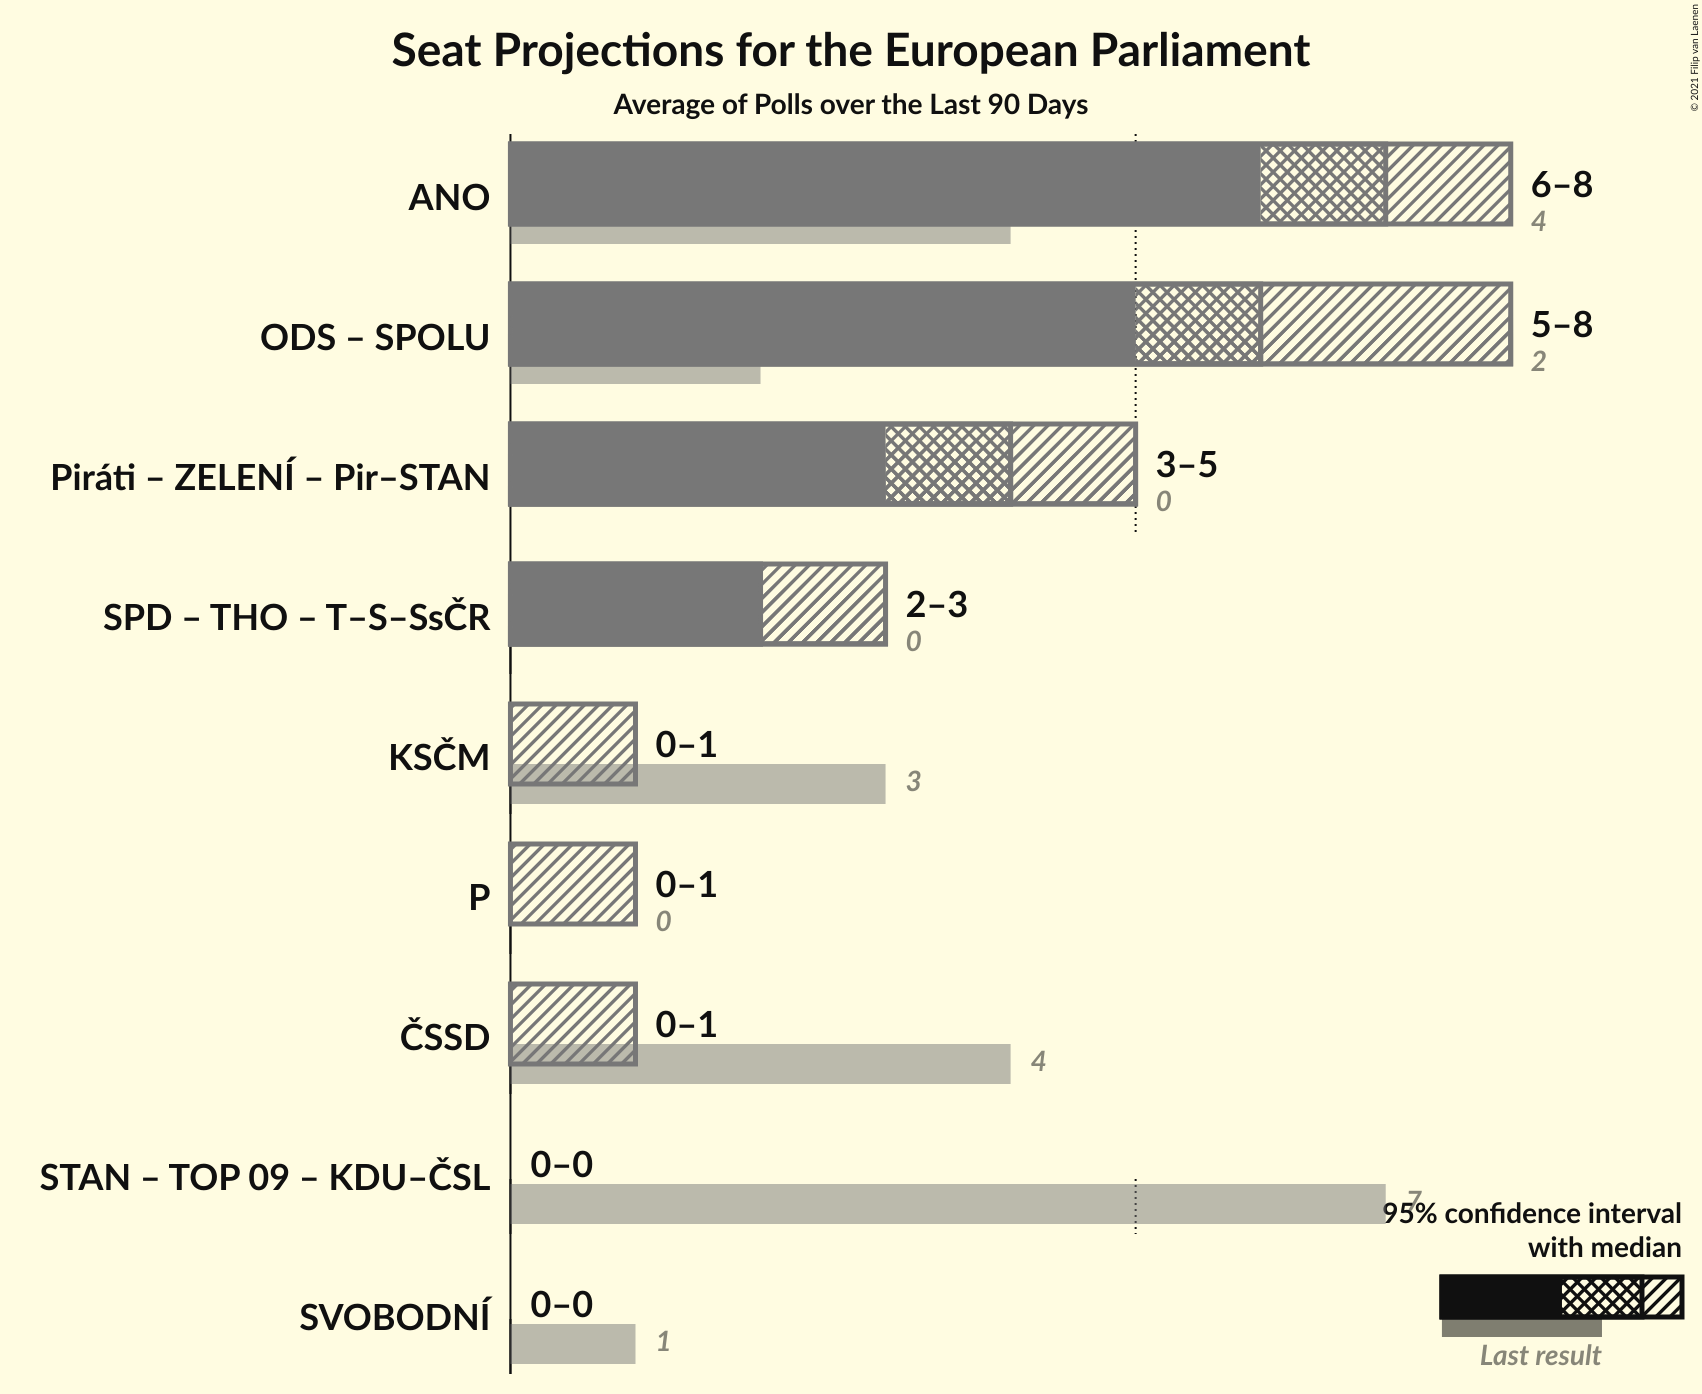 Seat Projections for the European Parliament
Average of Polls over the Last 90 Days
© 2021 Filip van Laenen
ANO
6–8
4
ODS – SPOLU
5–8
2
Piráti – ZELENÍ – Pir–STAN
3–5
0
SPD – THO – T–S–SsČR
2–3
0
KSČM
0–1
3
P
0–1
0
ČSSD
0–1
4
STAN – TOP 09 – KDU–ČSL
0–0
7
SVOBODNÍ
0–0
1
95% confidence interval
with median
Last result